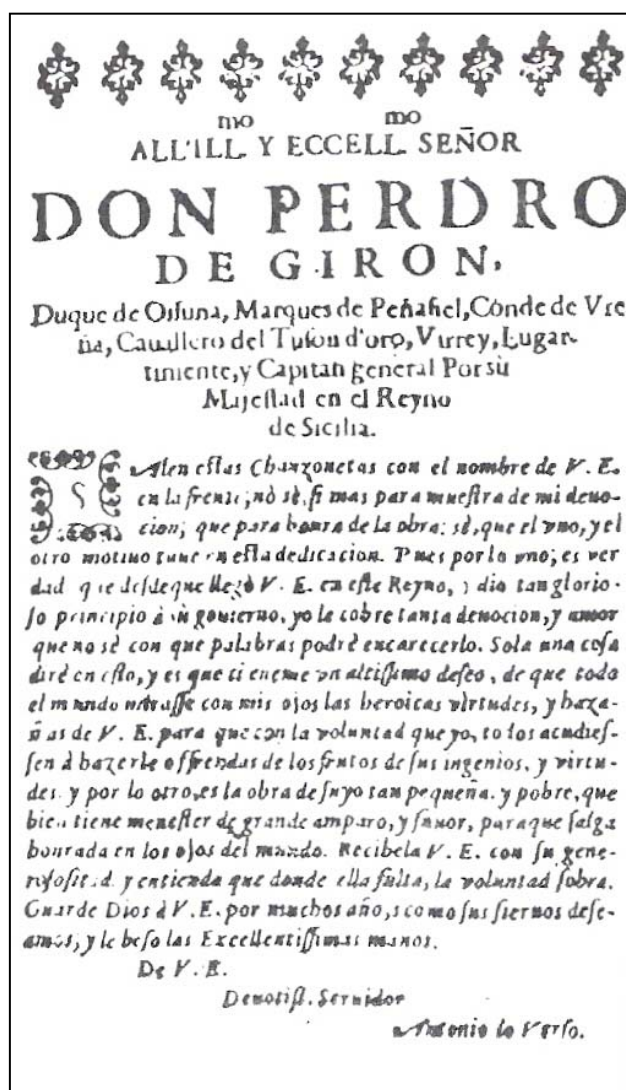 mo mo
ALL'ILL. Y ECCELL. SEÑOR
DON PERDRO
DE GIRON,
Duque de Ossuna, Marques de Peñafiel, Conde de Vre
ña, Cauallero del Tuson d'oro, Virrey, Lugar-
tiniente, y Capitan general Por sù
Majestad en el Reyno
de Sicilia.
SAlen estas Chanzonetas con el nombre de V. E.
en la frente; nò sè, si mas para muestra de mi deuo-
cion; que para honra de la obra: sè, que el vno, y el
otro motiuo tuue en esta dedicacion. Pues por lo vno; es ver
dad que desde que llegò V. E. en este Reyno, y dio tan glorio-
so principio à su gouierno, yo le cobre tanta deuocion, y amor
que no sè con que palabras podrè encarecerlo. Sola una cosa
dirè en esto, y es que tieneme vn altissimo deseo, de que todo
el mundo mirasse con mis ojos las heroicas virtudes, y haza-
ñas de V. E. para que con la voluntad que yo, todos acudies-
sen à hazerle offrendas de los frutos de sus ingenios, y virtu-
des. y por lo otro, es la obra de suyo tan pequeña. y pobre, que
bien tiene menester de grande amparo, y fauor, para que salga
honrada en los ojos del mundo. Recibela V. E. con su gene-
rosositad. y entienda que donde ella falta, la voluntad sobra.
Guarde Dios à V. E. por muchos año,s como sus sieruos dese-
amos, y le beso las Excellentissimas manos.
De V. E.
Deuotiss. Seruidor
Antonio lo Verso.